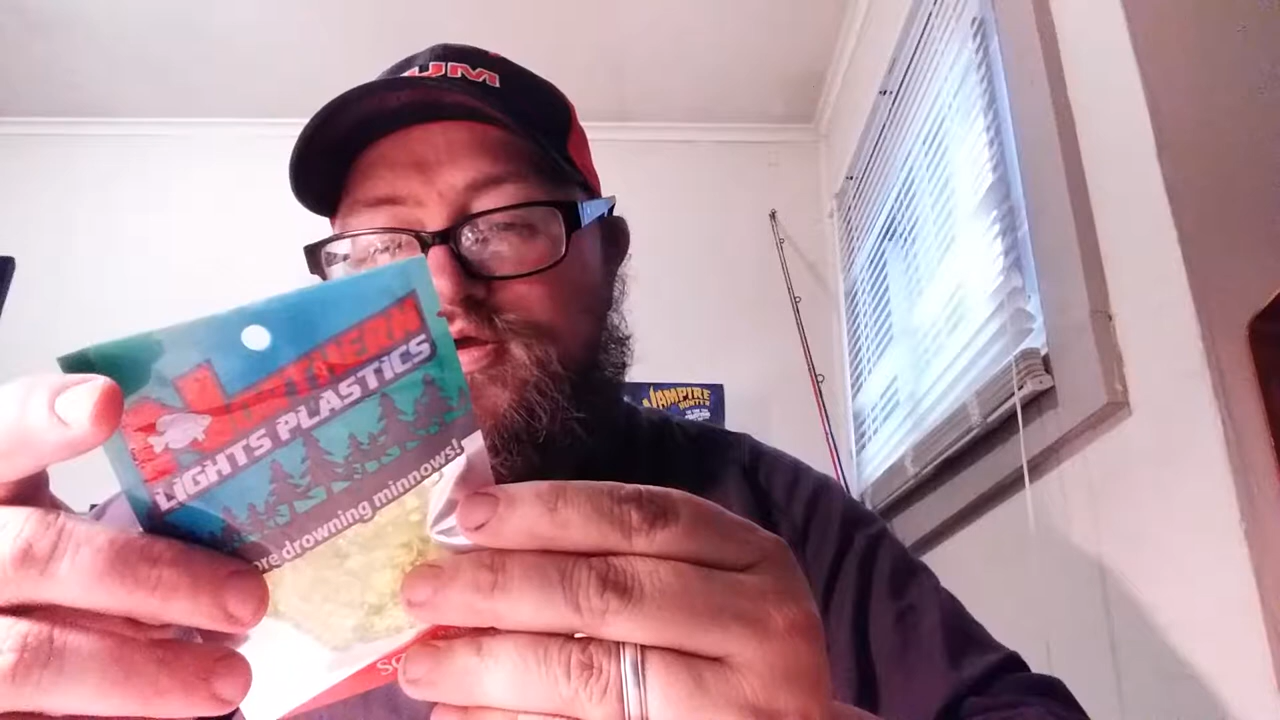 UM
NORTHERN
LiGHTS PLASTiCS
ore drowning minnows!
VAMPIRE
HUNTER